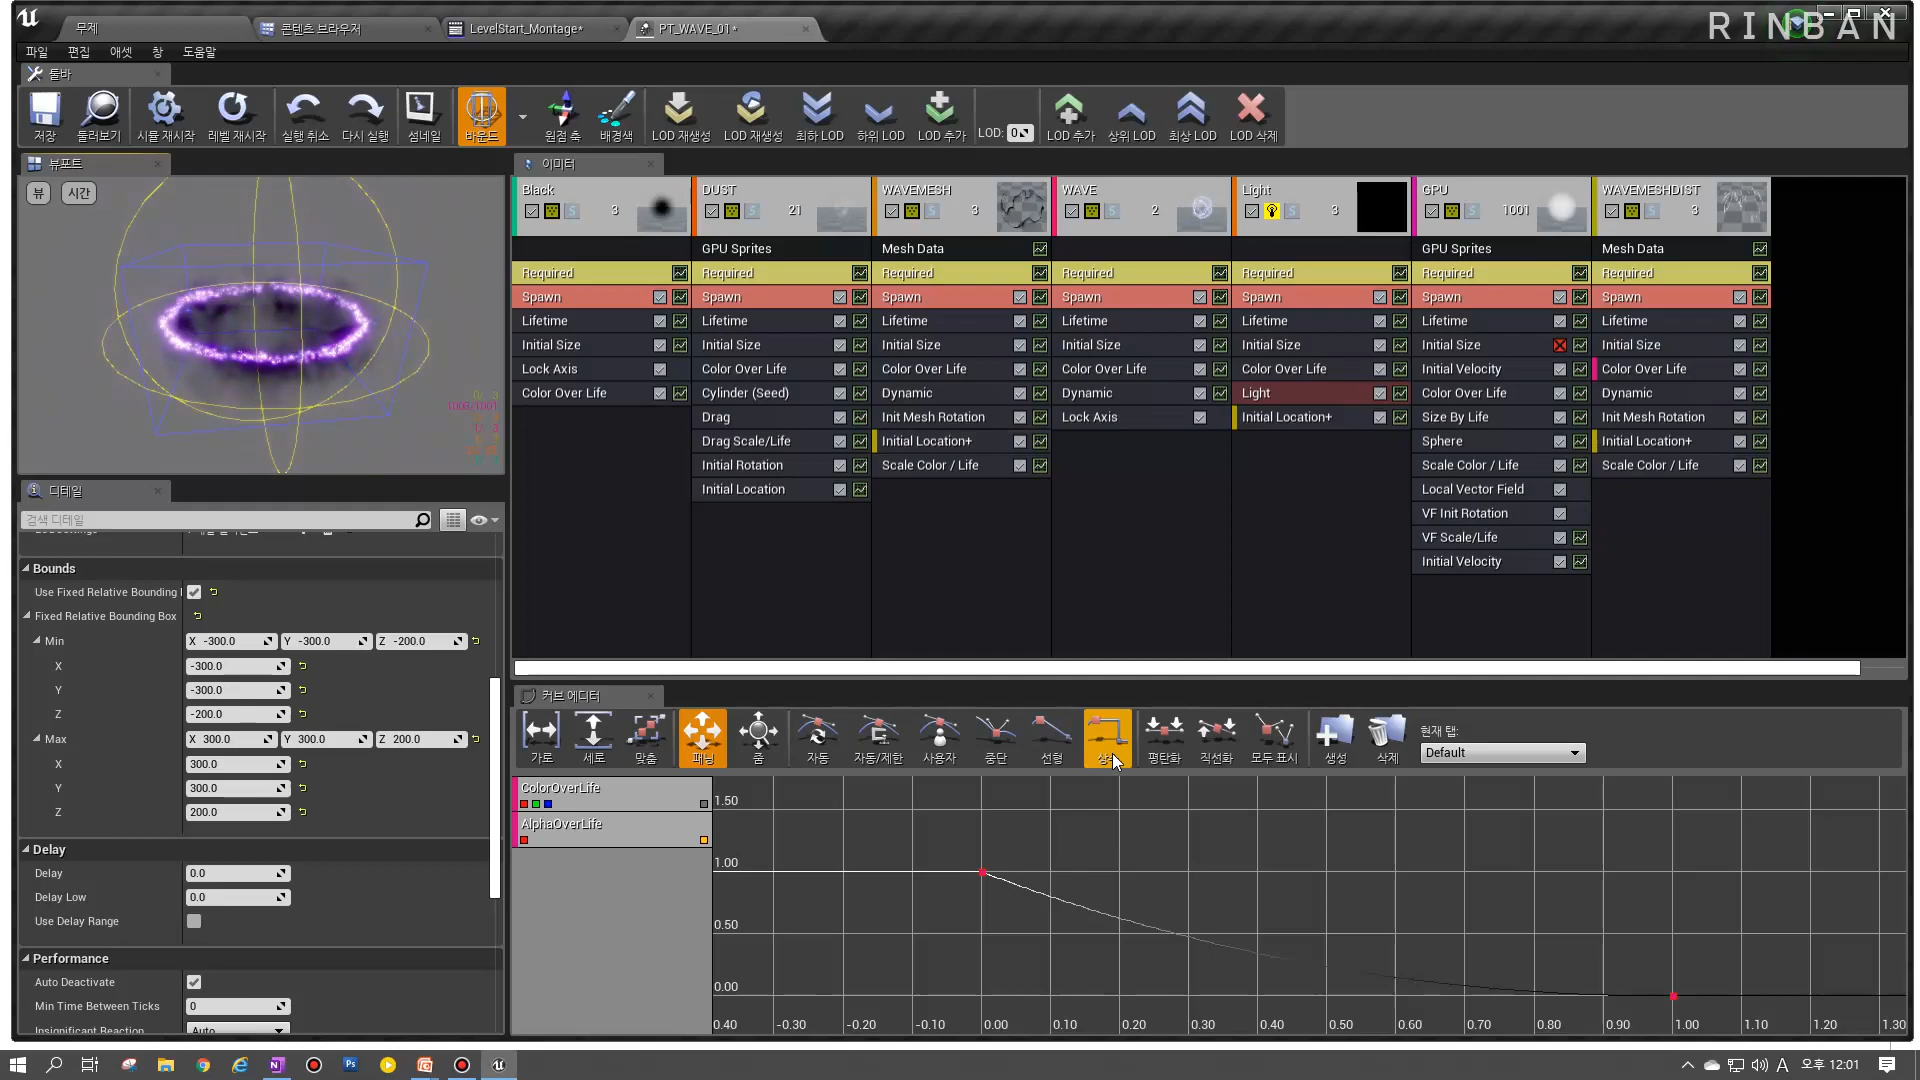 무제
콘텐츠 브라우저
LevelStart_Montage*
PT_WAVE_01*
RINBAN
파일 편집 애셋 창 도움말
툴바
저장 둘러보기 시뮬 재시작 레벨 재시작 실행 취소 다시 실행 섬네일 바운드 원점 축 배경색 LOD 재생성 LOD 재생성 최하 LOD 하위 LOD LOD 추가 LOD: 0 LOD 추가 상위 LOD 최상 LOD LOD 삭제
뷰포트
이미터
뷰 시간
Black DUST WAVEMESH WAVE Light GPU WAVEMESHDIST
3 21 3 2 3 1001 3
GPU Sprites Mesh Data GPU Sprites Mesh Data
Required Required Required Required Required Required Required
Spawn Spawn Spawn Spawn Spawn Spawn Spawn
Lifetime Lifetime Lifetime Lifetime Lifetime Lifetime Lifetime
Initial Size Initial Size Initial Size Initial Size Initial Size Initial Size Initial Size
Lock Axis Color Over Life Color Over Life Color Over Life Color Over Life Initial Velocity Color Over Life
Color Over Life Cylinder (Seed) Dynamic Dynamic Light Color Over Life Dynamic
Drag Init Mesh Rotation Lock Axis Initial Location+ Size By Life Init Mesh Rotation
Drag Scale/Life Initial Location+ Sphere Initial Location+
Initial Rotation Scale Color / Life Scale Color / Life Scale Color / Life
Initial Location Local Vector Field
VF Init Rotation
VF Scale/Life
Initial Velocity
디테일
검색 디테일
Bounds
Use Fixed Relative Bounding
Fixed Relative Bounding Box
Min X -300.0 Y -300.0 Z -200.0
X -300.0
Y -300.0
Z -200.0
Max X 300.0 Y 300.0 Z 200.0
X 300.0
Y 300.0
Z 200.0
Delay
Delay 0.0
Delay Low 0.0
Use Delay Range
Performance
Auto Deactivate
Min Time Between Ticks 0
Insignificant Reaction Auto
커브 에디터
가로 세로 맞춤 패닝 줌 자동 자동/제한 사용자 중단 선형 평탄화 직선화 모두 표시 생성 삭제
현재 탭:
Default
ColorOverLife
AlphaOverLife
1.50
1.00
0.50
0.00
0.40 -0.30 -0.20 -0.10 0.00 0.10 0.20 0.30 0.40 0.50 0.60 0.70 0.80 0.90 1.00 1.10 1.20 1.30
A 오후 12:01